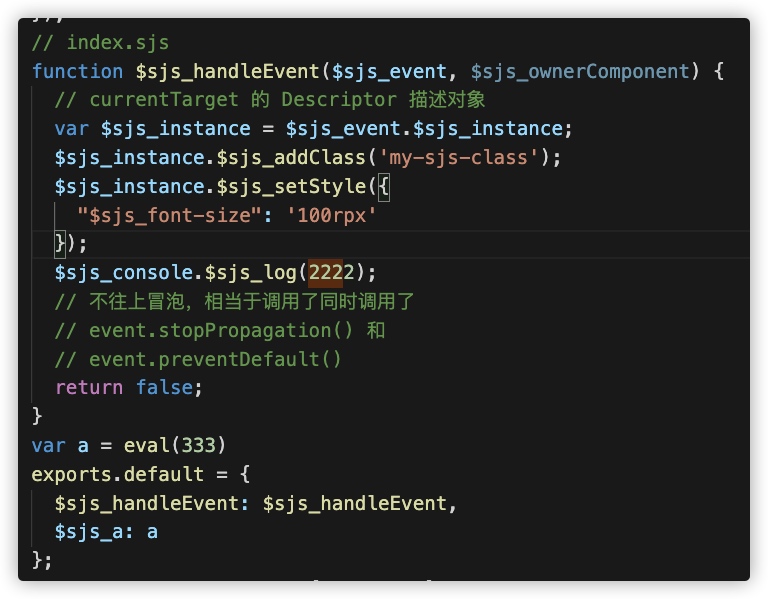 // index.sjs
function $sjs_handleEvent($sjs_event, $sjs_ownerComponent) {
// currentTarget 的 Descriptor 描述对象
var $sjs_instance = $sjs_event.$sjs_instance;
$sjs_instance.$sjs_addClass('my-sjs-class');
$sjs_instance.$sjs_setStyle({
"$sjs_font-size": '100rpx'
});
$sjs_console.$sjs_log(2222);
// 不往上冒泡，相当于调用了同时调用了
// event.stopPropagation() 和
// event.preventDefault()
return false;
}
var a = eval(333)
exports.default = {
$sjs_handleEvent: $sjs_handleEvent,
$sjs_a: a
};